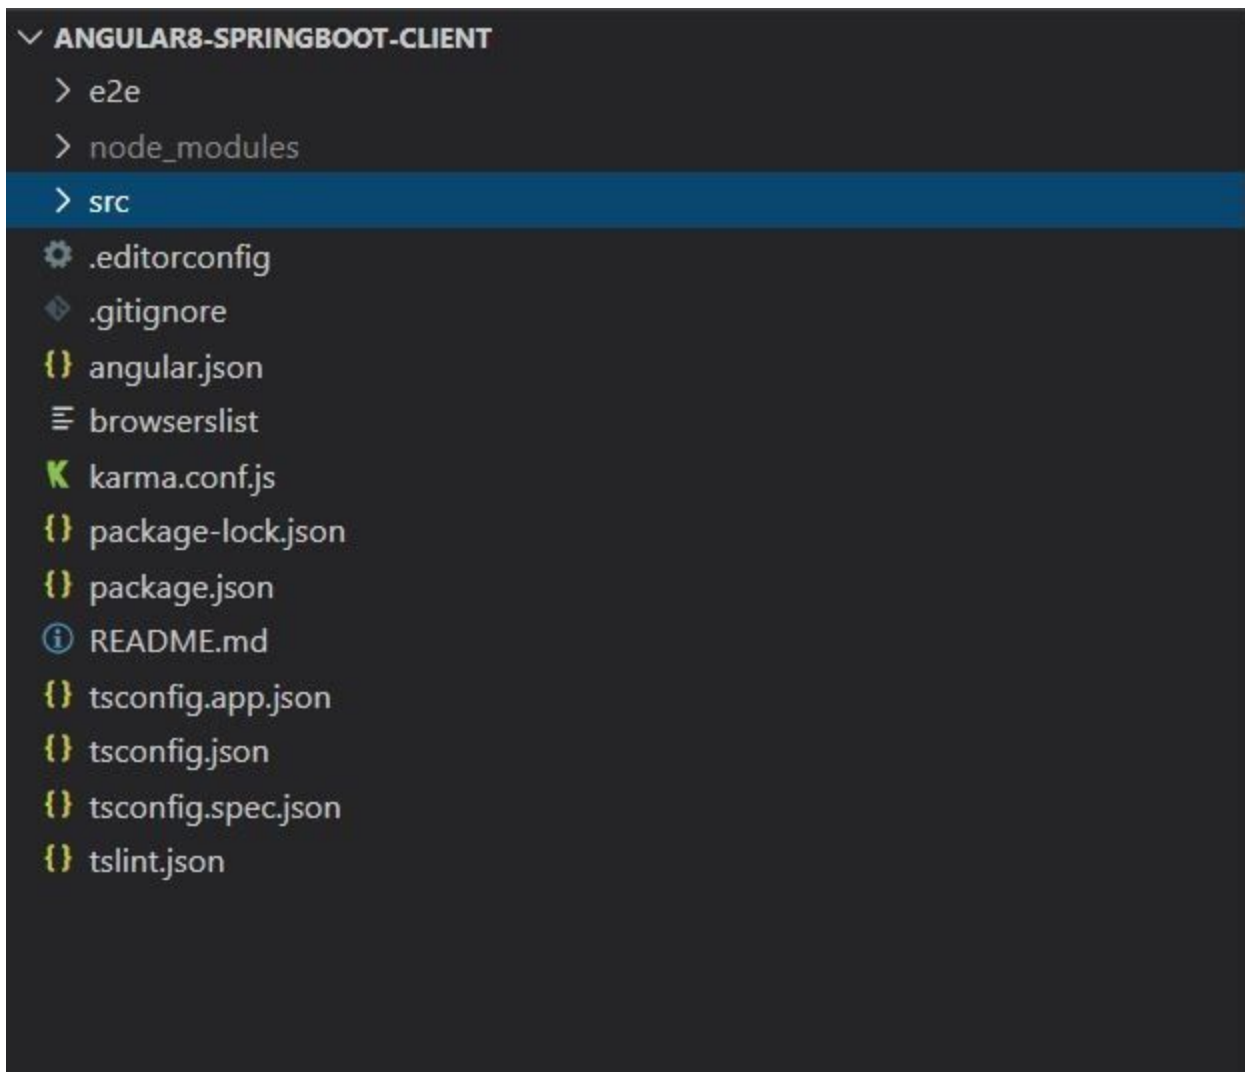 ANGULAR8-SPRINGBOOT-CLIENT
e2e
node_modules
src
.editorconfig
.gitignore
angular.json
browserslist
karma.conf.js
package-lock.json
package.json
README.md
tsconfig.app.json
tsconfig.json
tsconfig.spec.json
tslint.json